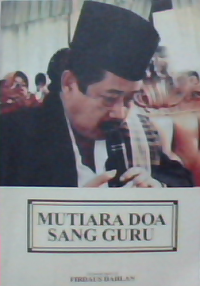 MUTIARA DOA
SANG GURU
FIRDAUS DAHLAN